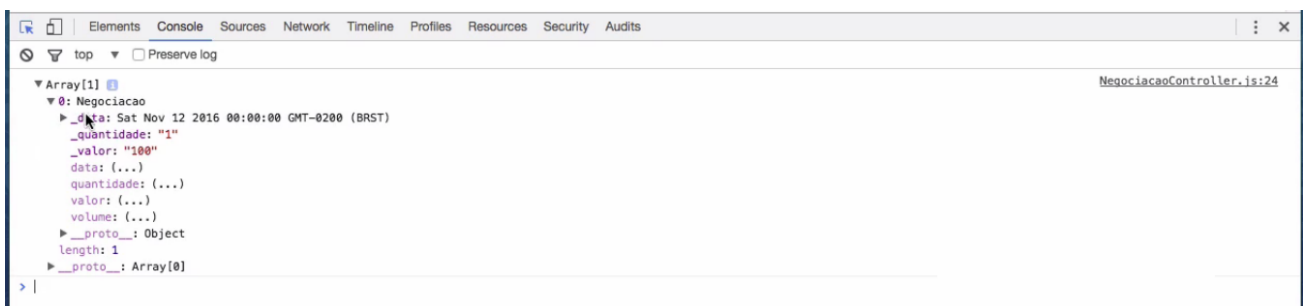 Elements Console Sources Network Timeline Profiles Resources Security Audits
top ▼ Preserve log
▼Array[1] i NegociacaoController.js:24
▼0: Negociacao
▶_data: Sat Nov 12 2016 00:00:00 GMT-0200 (BRST)
_quantidade: "1"
_valor: "100"
data: (...)
quantidade: (...)
valor: (...)
volume: (...)
▶__proto__: Object
length: 1
▶__proto__: Array[0]
>